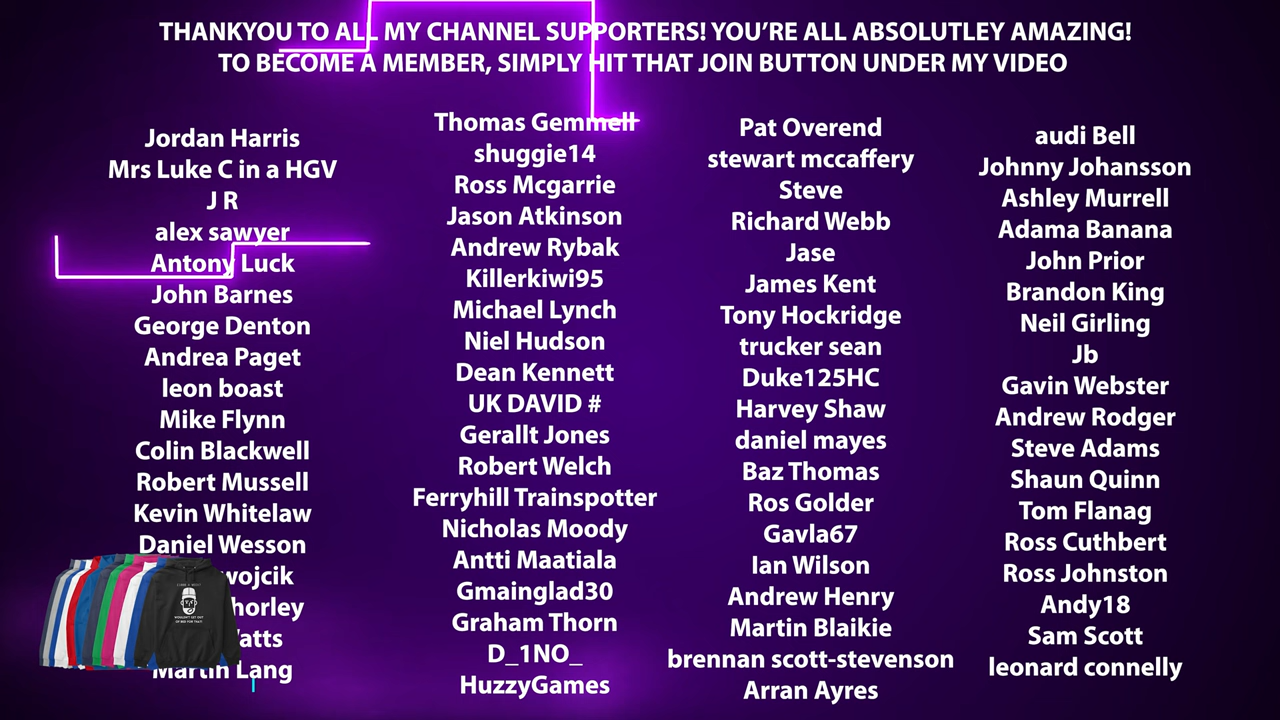 THANKYOU TO ALL MY CHANNEL SUPPORTERS! YOU'RE ALL ABSOLUTLEY AMAZING!
TO BECOME A MEMBER, SIMPLY HIT THAT JOIN BUTTON UNDER MY VIDEO
Jordan Harris
Mrs Luke C in a HGV
J R
alex sawyer
Antony Luck
John Barnes
George Denton
Andrea Paget
leon boast
Mike Flynn
Colin Blackwell
Robert Mussell
Kevin Whitelaw
Daniel Wesson
wojcik
Martin Lang
WOULDN'T GET OUT
OF BED FOR THAT!
Thomas Gemmell
shuggie14
Ross Mcgarrie
Jason Atkinson
Andrew Rybak
Killerkiwi95
Michael Lynch
Niel Hudson
Dean Kennett
UK DAVID #
Gerallt Jones
Robert Welch
Ferryhill Trainspotter
Nicholas Moody
Antti Maatiala
Gmainglad30
Graham Thorn
D_1NO_
HuzzyGames
Pat Overend
stewart mccaffery
Steve
Richard Webb
Jase
James Kent
Tony Hockridge
trucker sean
Duke125HC
Harvey Shaw
daniel mayes
Baz Thomas
Ros Golder
Gavla67
Ian Wilson
Andrew Henry
Martin Blaikie
brennan scott-stevenson
Arran Ayres
audi Bell
Johnny Johansson
Ashley Murrell
Adama Banana
John Prior
Brandon King
Neil Girling
Jb
Gavin Webster
Andrew Rodger
Steve Adams
Shaun Quinn
Tom Flanag
Ross Cuthbert
Ross Johnston
Andy18
Sam Scott
leonard connelly